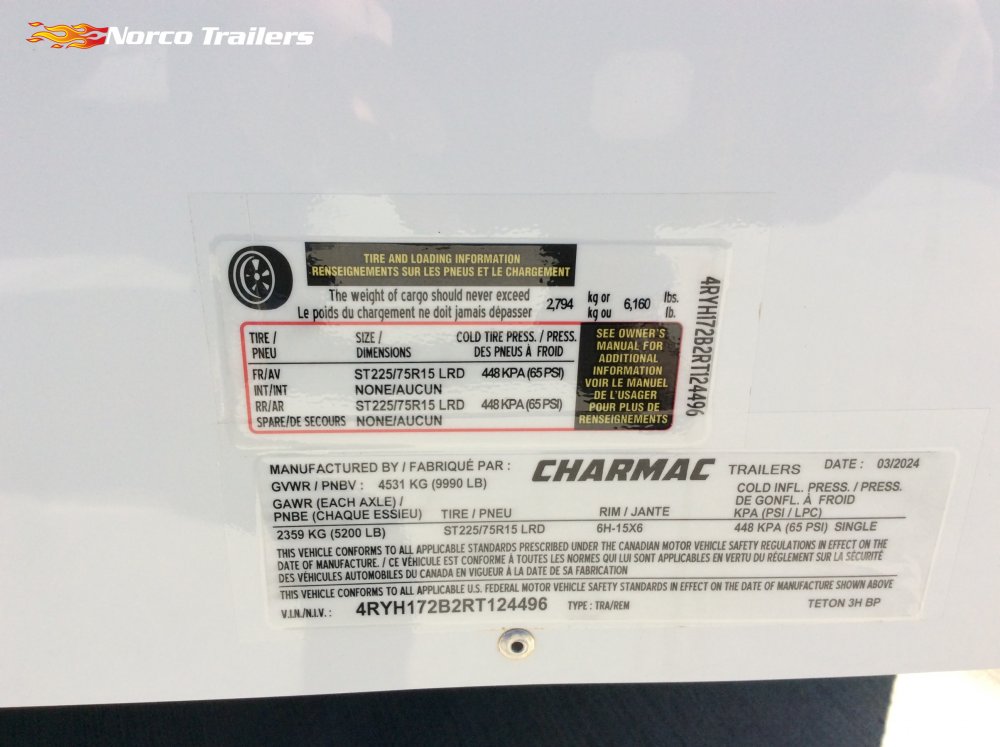 Norco Trailers
TIRE AND LOADING INFORMATION
RENSEIGNEMENTS SUR LES PNEUS ET LE CHARGEMENT
The weight of cargo should never exceed 2,794 kg or 6,160 lbs.
Le poids du chargement ne doit jamais dépasser kg ou lb.
TIRE / SIZE / COLD TIRE PRESS. / PRESS.
PNEU DIMENSIONS DES PNEUS À FROID
FR/AV ST225/75R15 LRD 448 KPA (65 PSI)
INT/INT NONE/AUCUN
RR/AR ST225/75R15 LRD 448 KPA (65 PSI)
SPARE/DE SECOURS NONE/AUCUN
SEE OWNER'S
MANUAL FOR
ADDITIONAL
INFORMATION
VOIR LE MANUEL
DE L'USAGER
POUR PLUS DE
RENSEIGNEMENTS
4RYH172B2RT124496
MANUFACTURED BY / FABRIQUÉ PAR : CHARMAC TRAILERS DATE : 03/2024
GVWR / PNBV : 4531 KG (9990 LB) COLD INFL. PRESS. / PRESS.
GAWR (EACH AXLE) / DE GONFL. À FROID
PNBE (CHAQUE ESSIEU) TIRE / PNEU RIM / JANTE KPA (PSI / LPC)
2359 KG (5200 LB) ST225/75R15 LRD 6H-15X6 448 KPA (65 PSI) SINGLE
THIS VEHICLE CONFORMS TO ALL APPLICABLE STANDARDS PRESCRIBED UNDER THE CANADIAN MOTOR VEHICLE SAFETY REGULATIONS IN EFFECT ON THE
DATE OF MANUFACTURE. / CE VÉHICULE EST CONFORME À TOUTES LES NORMES QUI LUI SONT APPLICABLES EN VERTU DU RÈGLEMENT SUR LA SÉCURITÉ
DES VÉHICULES AUTOMOBILES DU CANADA EN VIGUEUR À LA DATE DE SA FABRICATION
THIS VEHICLE CONFORMS TO ALL APPLICABLE U.S. FEDERAL MOTOR VEHICLE SAFETY STANDARDS IN EFFECT ON THE DATE OF MANUFACTURE SHOWN ABOVE
V.I.N./N.I.V. : 4RYH172B2RT124496 TYPE : TRA/REM TETON 3H BP